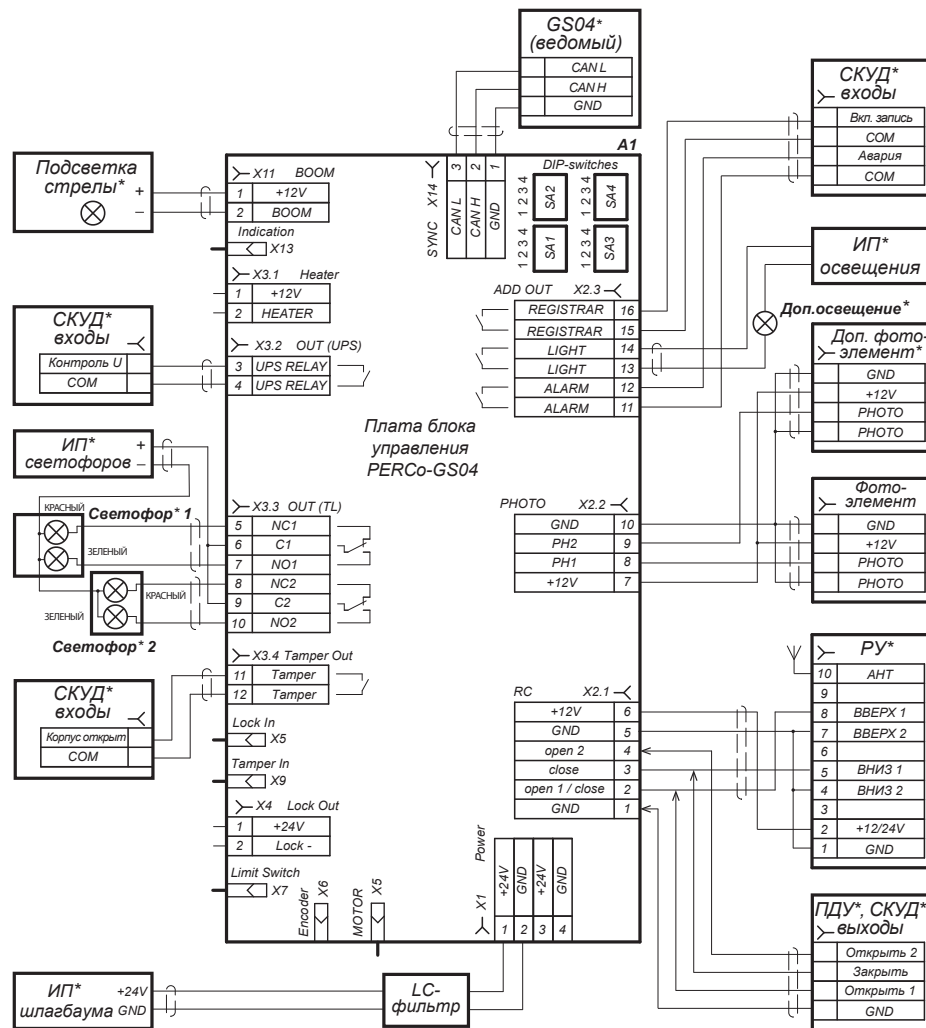 GS04*
(ведомый)
CAN L
CAN H
GND
A1
СКУД*
входы
Вкл. запись
COM
Авария
COM
Подсветка
стрелы*
+
–
X11 BOOM
1 +12V
2 BOOM
Indication
X13
X3.1 Heater
1 +12V
2 HEATER
SYNC X14
3 2 1
CAN L
CAN H
GND
DIP-switches
1 2 3 4 SA2
1 2 3 4 SA4
1 2 3 4 SA1
1 2 3 4 SA3
ADD OUT X2.3
REGISTRAR 16
REGISTRAR 15
LIGHT 14
LIGHT 13
ALARM 12
ALARM 11
ИП*
освещения
Доп.освещение*
СКУД*
входы
Контроль U
COM
X3.2 OUT (UPS)
3 UPS RELAY
4 UPS RELAY
Доп. фото-
элемент*
GND
+12V
PHOTO
PHOTO
Плата блока
управления
PERCo-GS04
ИП*
светофоров
+
–
КРАСНЫЙ
Светофор* 1
ЗЕЛЕНЫЙ
КРАСНЫЙ
ЗЕЛЕНЫЙ
Светофор* 2
X3.3 OUT (TL)
5 NC1
6 C1
7 NO1
8 NC2
9 C2
10 NO2
PHOTO X2.2
GND 10
PH2 9
PH1 8
+12V 7
Фото-
элемент
GND
+12V
PHOTO
PHOTO
СКУД*
входы
Корпус открыт
COM
X3.4 Tamper Out
11 Tamper
12 Tamper
Lock In
X5
Tamper In
X9
X4 Lock Out
1 +24V
2 Lock -
Limit Switch
X7
RC X2.1
+12V 6
GND 5
open 2 4
close 3
open 1 / close 2
GND 1
РУ*
10 АНТ
9
8 ВВЕРХ 1
7 ВВЕРХ 2
6
5 ВНИЗ 1
4 ВНИЗ 2
3
2 +12/24V
1 GND
Encoder X6
MOTOR X5
X1 Power
+24V
GND
+24V
GND
1 2 3 4
ПДУ*, СКУД*
выходы
Открыть 2
Закрыть
Открыть 1
GND
ИП*
шлагбаума
+24V
GND
LC-
фильтр